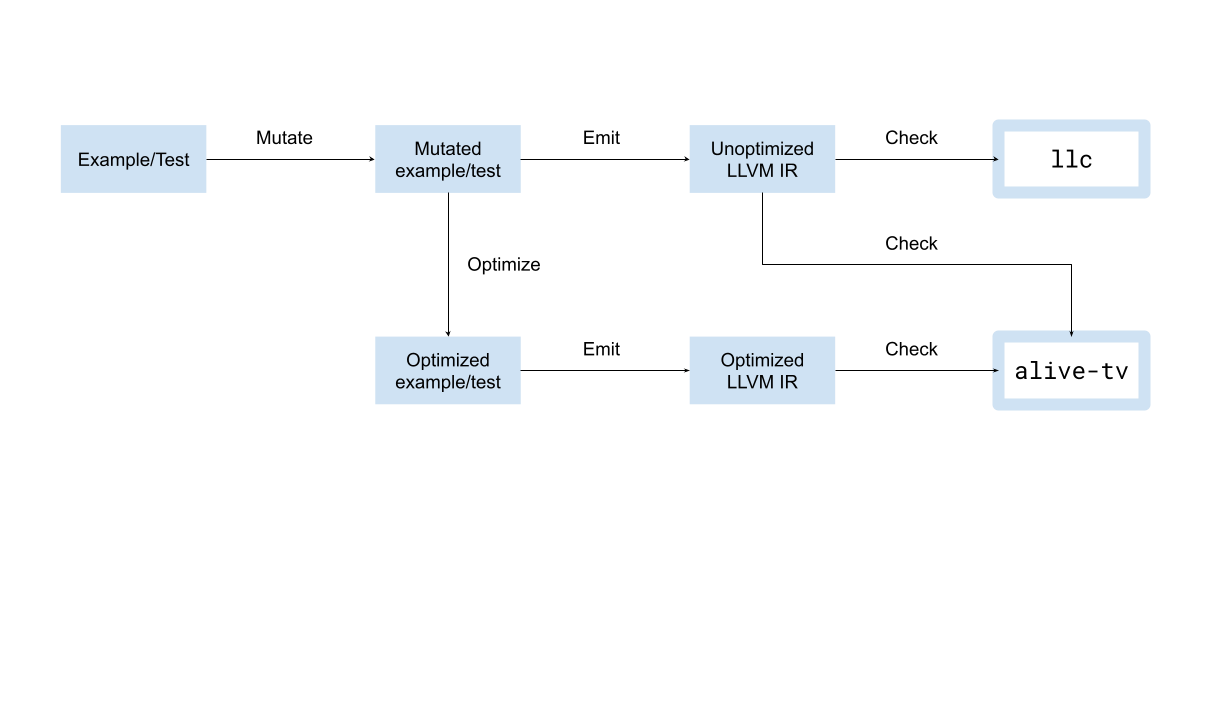 Example/Test
Mutate
Mutated
example/test
Emit
Unoptimized
LLVM IR
Check
llc
Optimize
Check
Optimized
example/test
Emit
Optimized
LLVM IR
Check
alive-tv